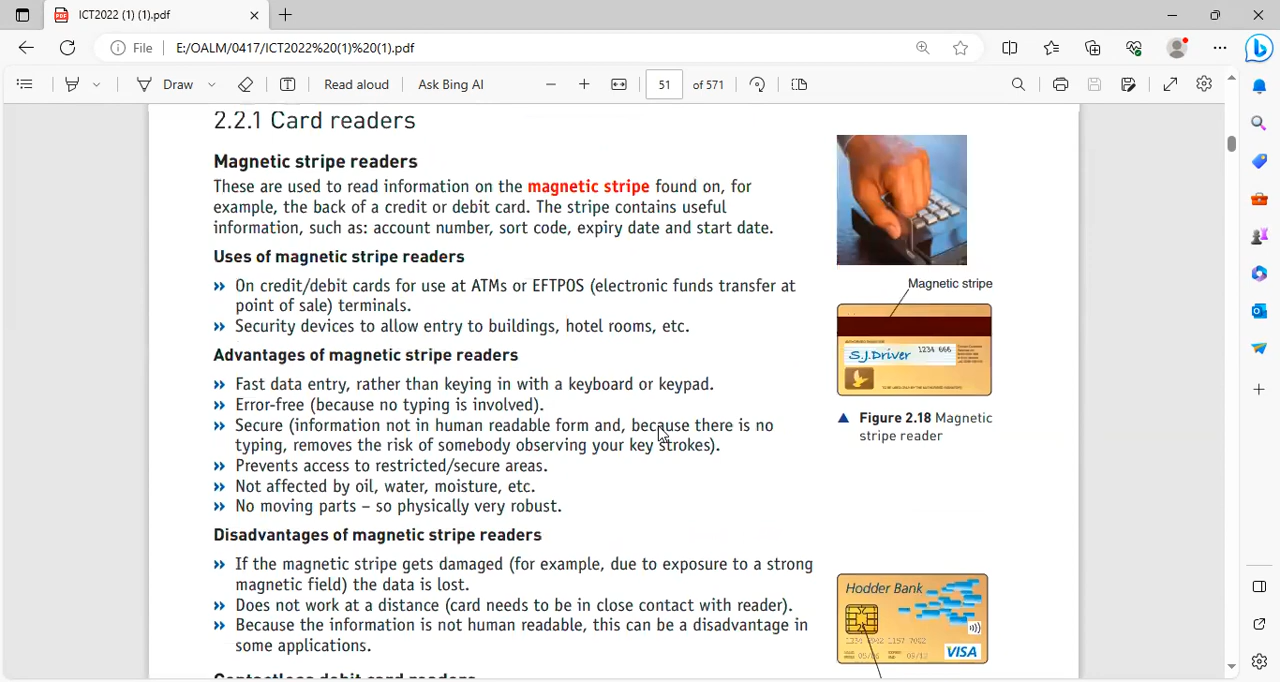 ICT2022 (1) (1).pdf
File
E:/OALM/0417/ICT2022%20(1)%20(1).pdf
Draw
Read aloud
Ask Bing AI
51
of 571
2.2.1 Card readers
Magnetic stripe readers
These are used to read information on the magnetic stripe found on, for
example, the back of a credit or debit card. The stripe contains useful
information, such as: account number, sort code, expiry date and start date.
Uses of magnetic stripe readers
» On credit/debit cards for use at ATMs or EFTPOS (electronic funds transfer at
point of sale) terminals.
» Security devices to allow entry to buildings, hotel rooms, etc.
Advantages of magnetic stripe readers
» Fast data entry, rather than keying in with a keyboard or keypad.
» Error-free (because no typing is involved).
» Secure (information not in human readable form and, because there is no
typing, removes the risk of somebody observing your key strokes).
» Prevents access to restricted/secure areas.
» Not affected by oil, water, moisture, etc.
» No moving parts – so physically very robust.
Disadvantages of magnetic stripe readers
» If the magnetic stripe gets damaged (for example, due to exposure to a strong
magnetic field) the data is lost.
» Does not work at a distance (card needs to be in close contact with reader).
» Because the information is not human readable, this can be a disadvantage in
some applications.
Contactless debit card readers
Magnetic stripe
S.J.Driver
1234 666
▲ Figure 2.18 Magnetic
stripe reader
Hodder Bank
VISA